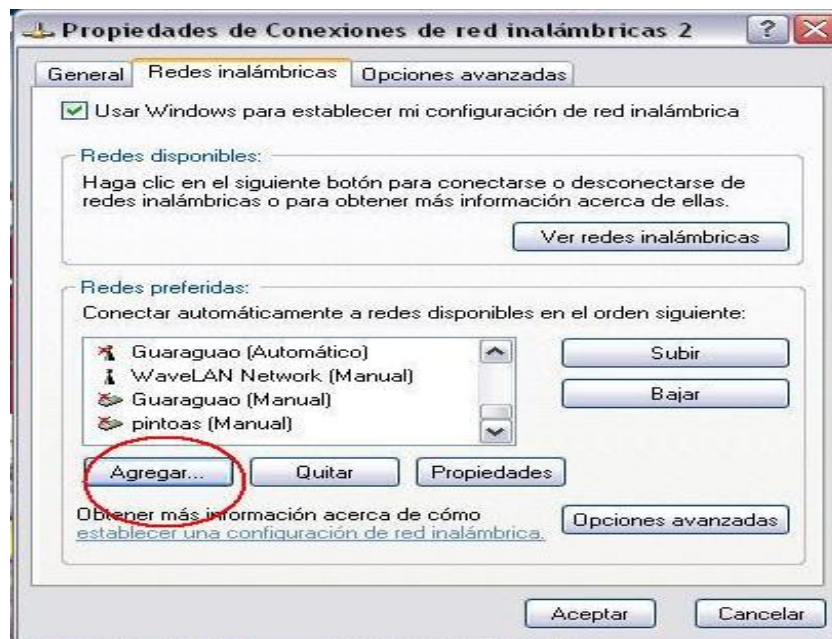 Propiedades de Conexiones de red inalámbricas 2
General Redes inalámbricas Opciones avanzadas
Usar Windows para establecer mi configuración de red inalámbrica
Redes disponibles:
Haga clic en el siguiente botón para conectarse o desconectarse de
redes inalámbricas o para obtener más información acerca de ellas.
Ver redes inalámbricas
Redes preferidas:
Conectar automáticamente a redes disponibles en el orden siguiente:
Guaraguao (Automático)
WaveLAN Network (Manual)
Guaraguao (Manual)
pintoas (Manual)
Subir
Bajar
Agregar... Quitar Propiedades
Obtener más información acerca de cómo
establecer una configuración de red inalámbrica.
Opciones avanzadas
Aceptar Cancelar